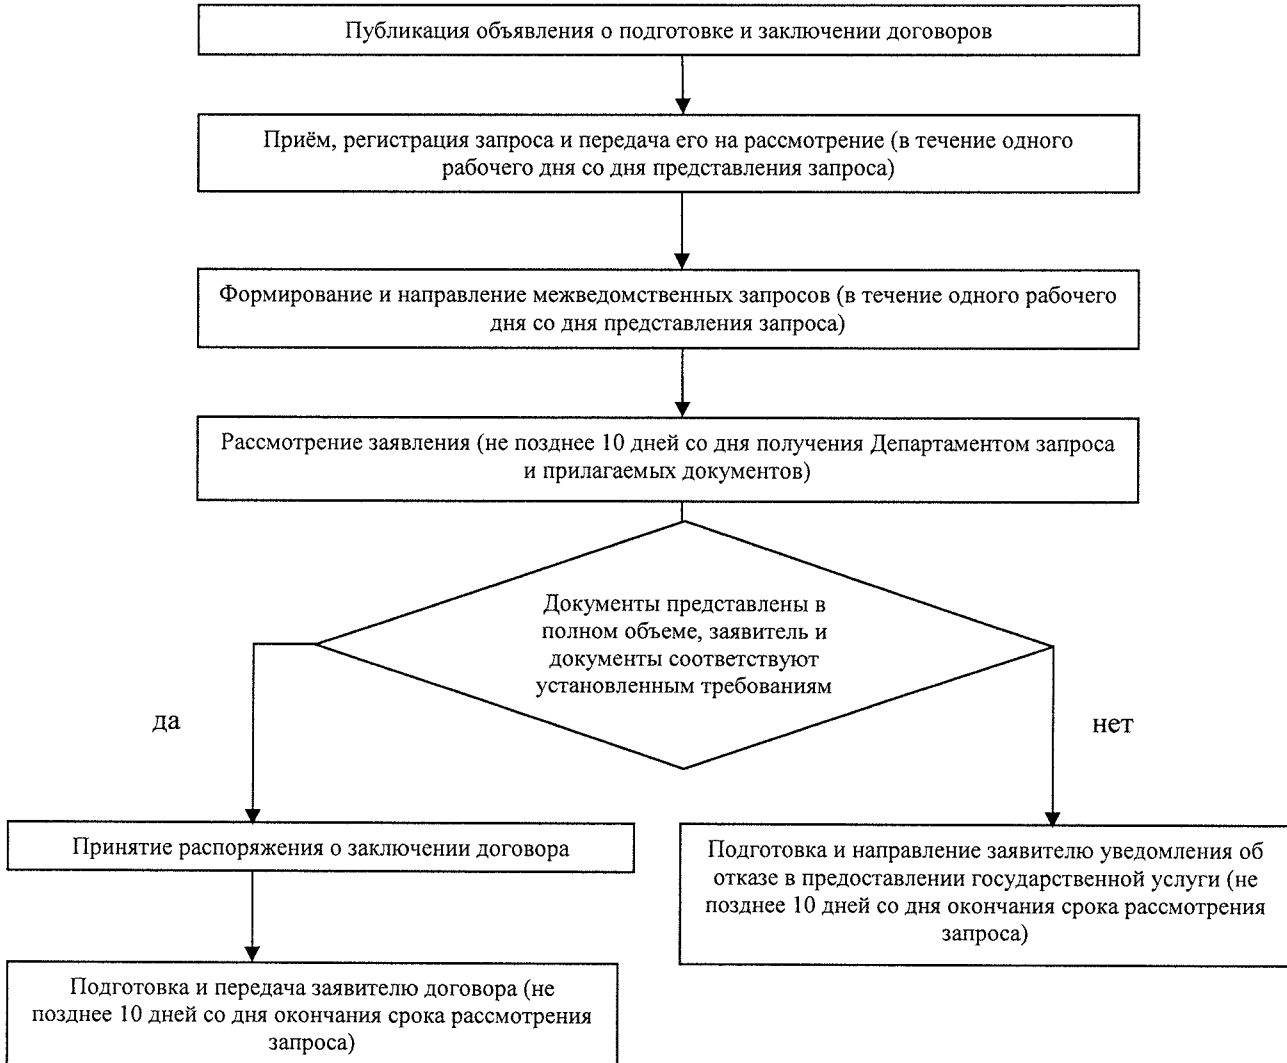 Публикация объявления о подготовке и заключении договоров
Приём, регистрация запроса и передача его на рассмотрение (в течение одного
рабочего дня со дня представления запроса)
Формирование и направление межведомственных запросов (в течение одного рабочего
дня со дня представления запроса)
Рассмотрение заявления (не позднее 10 дней со дня получения Департаментом запроса
и прилагаемых документов)
Документы представлены в
полном объеме, заявитель и
документы соответствуют
установленным требованиям
да
нет
Принятие распоряжения о заключении договора
Подготовка и направление заявителю уведомления об
отказе в предоставлении государственной услуги (не
позднее 10 дней со дня окончания срока рассмотрения
запроса)
Подготовка и передача заявителю договора (не
позднее 10 дней со дня окончания срока рассмотрения
запроса)